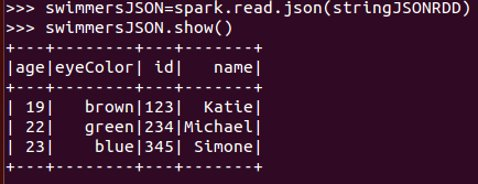 >>> swimmersJSON=spark.read.json(stringJSONRDD)
>>> swimmersJSON.show()
+---+--------+---+-------+
|age|eyeColor| id|   name|
+---+--------+---+-------+
| 19|   brown|123|  Katie|
| 22|   green|234|Michael|
| 23|    blue|345| Simone|
+---+--------+---+-------+